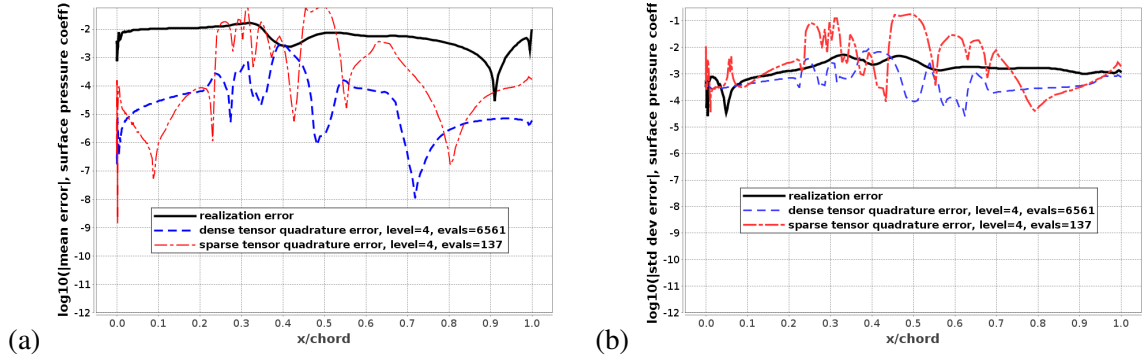 log10(|mean error|, surface pressure coeff)
-2
-3
-4
-5
-6
-7
-8
-9
-10
-11
-12
realization error
dense tensor quadrature error, level=4, evals=6561
sparse tensor quadrature error, level=4, evals=137
0.0 0.1 0.2 0.3 0.4 0.5 0.6 0.7 0.8 0.9 1.0
x/chord
(a)
log10(|std dev error|, surface pressure coeff)
-1
-2
-3
-4
-5
-6
-7
-8
-9
-10
-11
-12
realization error
dense tensor quadrature error, level=4, evals=6561
sparse tensor quadrature error, level=4, evals=137
0.0 0.1 0.2 0.3 0.4 0.5 0.6 0.7 0.8 0.9 1.0
x/chord
(b)